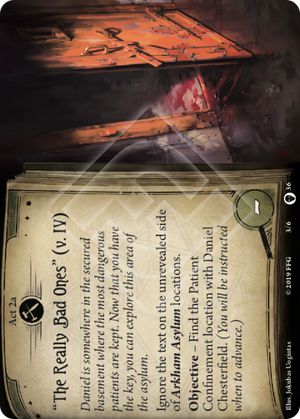 Act 2a
"The Really Bad Ones" (v. IV)
Daniel is somewhere in the secured
basement where the most dangerous
patients are kept. Now that you have
the key, you can explore this area of
the asylum.
Ignore the text on the unrevealed side
of Arkham Asylum locations.
Objective – Find the Patient
Confinement location with Daniel
Chesterfield. (You will be instructed
when to advance.)
Illus. Jokubas Uogintas
© 2019 FFG
3/6
36